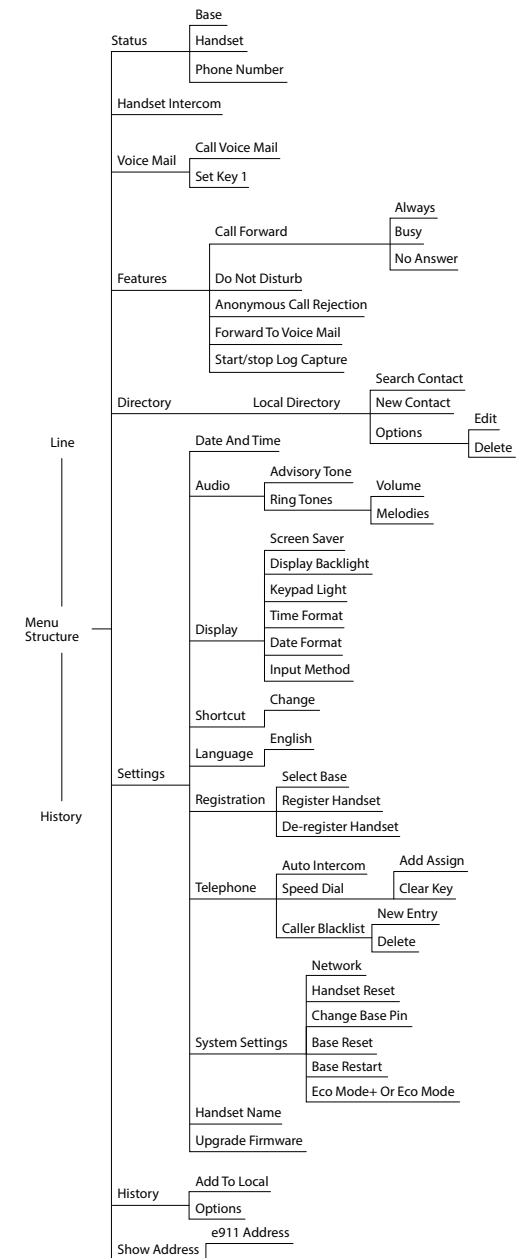 Base
Status
Handset
Phone Number
Handset Intercom
Call Voice Mail
Voice Mail
Set Key 1
Always
Call Forward
Busy
No Answer
Features
Do Not Disturb
Anonymous Call Rejection
Forward To Voice Mail
Start/stop Log Capture
Search Contact
Directory
Local Directory
New Contact
Edit
Options
Delete
Line
Date And Time
Advisory Tone
Audio
Volume
Ring Tones
Melodies
Screen Saver
Display Backlight
Keypad Light
Menu
Structure
Time Format
Display
Date Format
Input Method
Change
Shortcut
English
Language
Settings
Select Base
Registration
Register Handset
History
De-register Handset
Add Assign
Auto Intercom
Telephone
Speed Dial
Clear Key
New Entry
Caller Blacklist
Delete
Network
Handset Reset
Change Base Pin
System Settings
Base Reset
Base Restart
Eco Mode+ Or Eco Mode
Handset Name
Upgrade Firmware
Add To Local
History
Options
e911 Address
Show Address